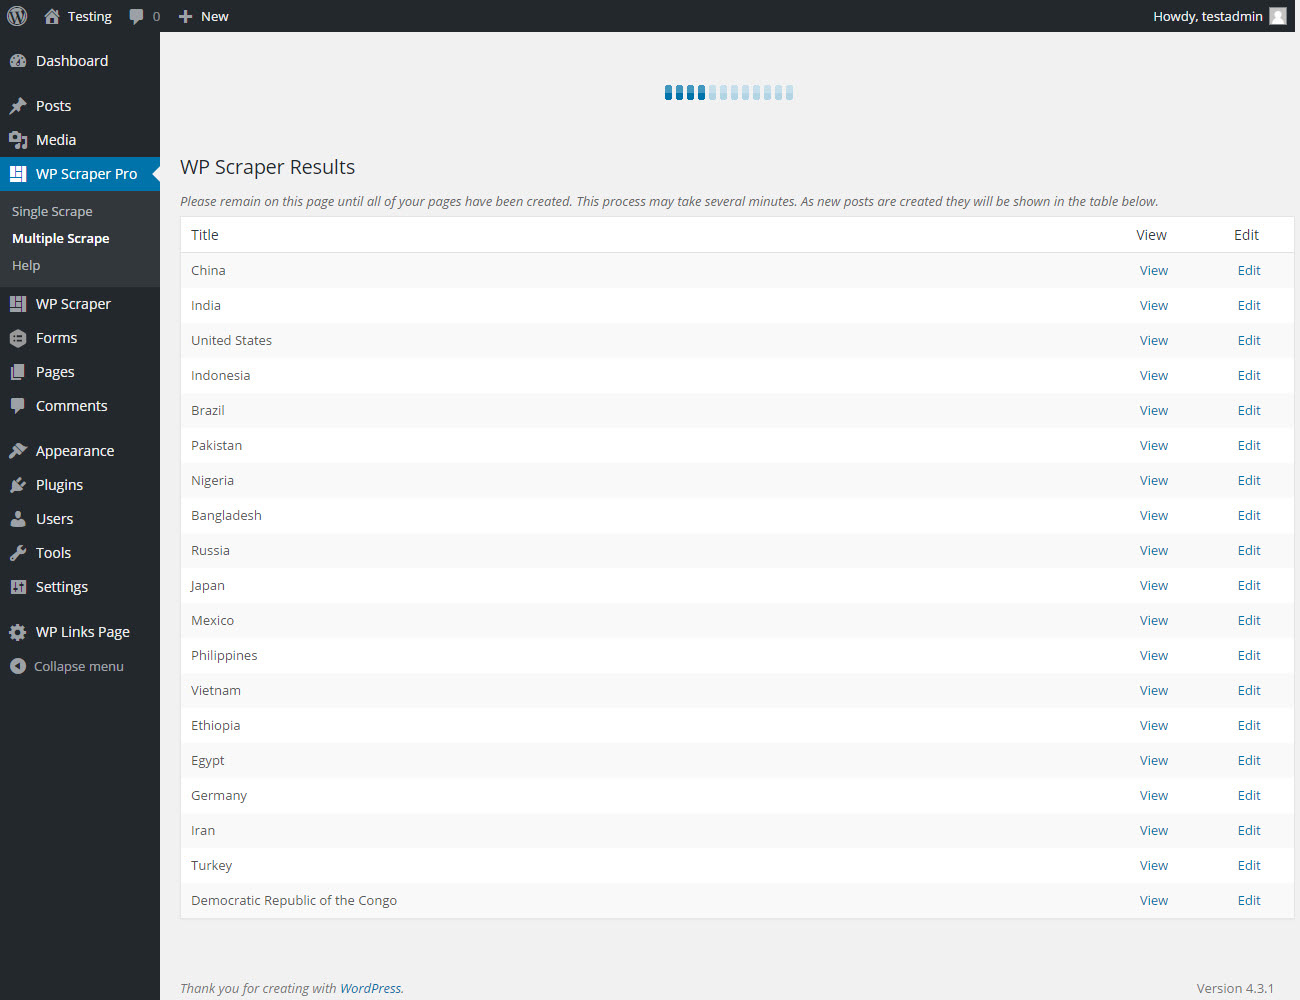 Testing 0 New Howdy, testadmin
Dashboard
Posts
Media
WP Scraper Pro
Single Scrape
Multiple Scrape
Help
WP Scraper
Forms
Pages
Comments
Appearance
Plugins
Users
Tools
Settings
WP Links Page
Collapse menu
WP Scraper Results
Please remain on this page until all of your pages have been created. This process may take several minutes. As new posts are created they will be shown in the table below.
Title View Edit
China View Edit
India View Edit
United States View Edit
Indonesia View Edit
Brazil View Edit
Pakistan View Edit
Nigeria View Edit
Bangladesh View Edit
Russia View Edit
Japan View Edit
Mexico View Edit
Philippines View Edit
Vietnam View Edit
Ethiopia View Edit
Egypt View Edit
Germany View Edit
Iran View Edit
Turkey View Edit
Democratic Republic of the Congo View Edit
Thank you for creating with WordPress. Version 4.3.1